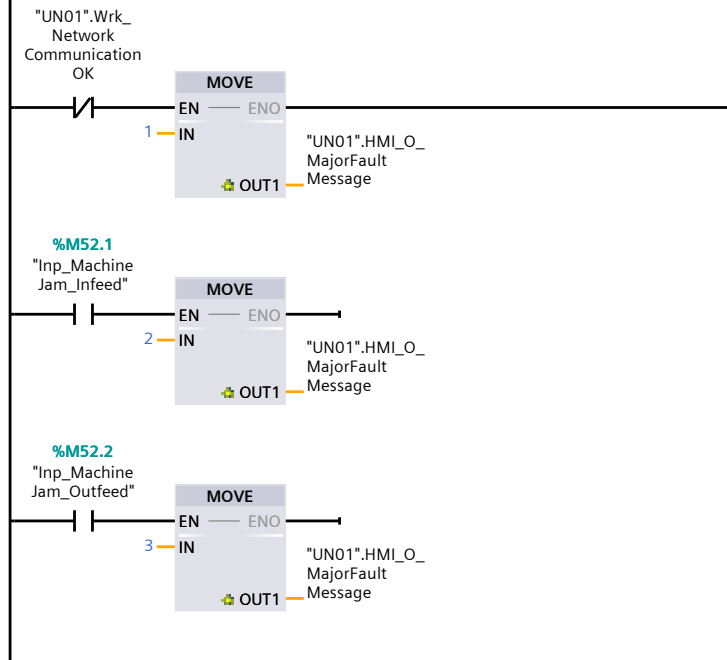 "UN01".Wrk_
Network
Communication
OK
MOVE
EN
ENO
1
IN
"UN01".HMI_O_
MajorFault
Message
OUT1
%M52.1
"Inp_Machine
Jam_Infeed"
MOVE
EN
ENO
2
IN
"UN01".HMI_O_
MajorFault
Message
OUT1
%M52.2
"Inp_Machine
Jam_Outfeed"
MOVE
EN
ENO
3
IN
"UN01".HMI_O_
MajorFault
Message
OUT1